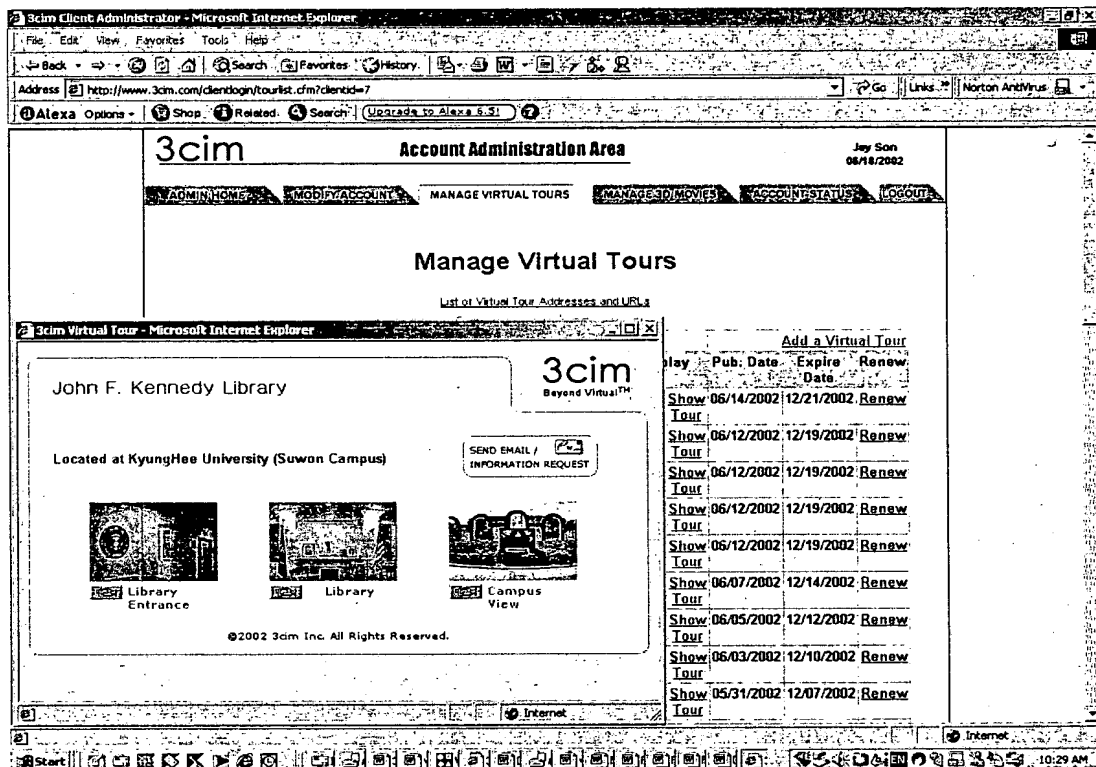 3cim Client Administrator - Microsoft Internet Explorer
File Edit View Favorites Tools Help
Back Search Favorites History
Address http://www.3cim.com/clientlogin/tourlist.cfm?clientid=7 Go Links » Norton AntiVirus
Alexa Options Shop Related Search Upgrade to Alexa 6.5!
3cim Account Administration Area Jay Son
06/18/2002
ADMIN HOME MODIFY ACCOUNT MANAGE VIRTUAL TOURS MANAGE 3D MOVIES ACCOUNT STATUS LOGOUT
Manage Virtual Tours
List of Virtual Tour Addresses and URLs
Add a Virtual Tour
play Pub. Date Expire Date Renew
Show Tour 06/14/2002 12/21/2002 Renew
Show Tour 06/12/2002 12/19/2002 Renew
Show Tour 06/12/2002 12/19/2002 Renew
Show Tour 06/12/2002 12/19/2002 Renew
Show Tour 06/12/2002 12/19/2002 Renew
Show Tour 06/07/2002 12/14/2002 Renew
Show Tour 06/05/2002 12/12/2002 Renew
Show Tour 06/03/2002 12/10/2002 Renew
Show Tour 05/31/2002 12/07/2002 Renew
3cim Virtual Tour - Microsoft Internet Explorer
3cim
Beyond Virtual™
John F. Kennedy Library
Located at KyungHee University (Suwon Campus)
SEND EMAIL /
INFORMATION REQUEST
Library
Entrance
Library
Campus
View
©2002 3cim Inc. All Rights Reserved.
Internet
Internet
Start EN 10:29 AM